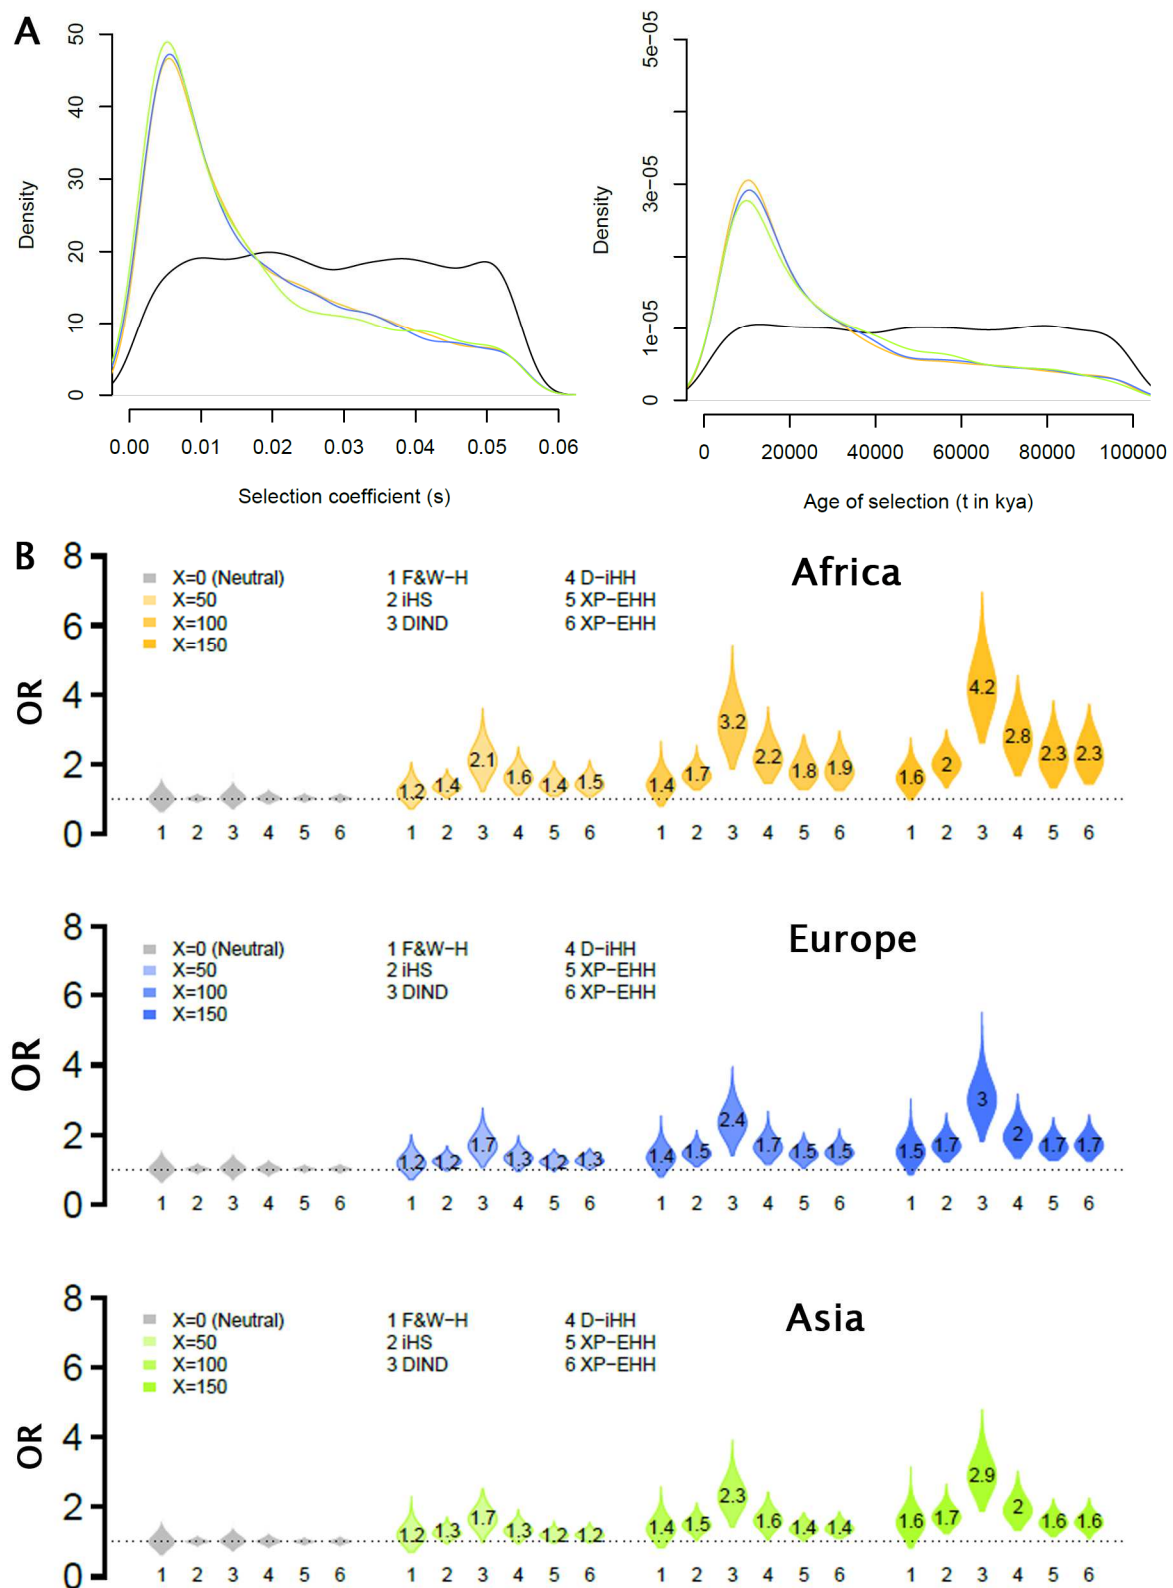 A
50
40
30
20
10
0
Density
0.00 0.01 0.02 0.03 0.04 0.05 0.06
Selection coefficient (s)
5e−05
3e−05
1e−05
0
Density
0 20000 40000 60000 80000 100000
Age of selection (t in kya)
B
Africa
8
6
4
2
0
OR
X=0 (Neutral) 1 F&W−H 4 D−iHH
X=50 2 iHS 5 XP−EHH
X=100 3 DIND 6 XP−EHH
X=150
1.2 1.4 2.1 1.6 1.4 1.5 1.4 1.7 3.2 2.2 1.8 1.9 1.6 2 4.2 2.8 2.3 2.3
1 2 3 4 5 6 1 2 3 4 5 6 1 2 3 4 5 6 1 2 3 4 5 6
Europe
8
6
4
2
0
OR
X=0 (Neutral) 1 F&W−H 4 D−iHH
X=50 2 iHS 5 XP−EHH
X=100 3 DIND 6 XP−EHH
X=150
1.2 1.2 1.7 1.3 1.2 1.3 1.4 1.5 2.4 1.7 1.5 1.5 1.5 1.7 3 2 1.7 1.7
1 2 3 4 5 6 1 2 3 4 5 6 1 2 3 4 5 6 1 2 3 4 5 6
Asia
8
6
4
2
0
OR
X=0 (Neutral) 1 F&W−H 4 D−iHH
X=50 2 iHS 5 XP−EHH
X=100 3 DIND 6 XP−EHH
X=150
1.2 1.3 1.7 1.3 1.2 1.2 1.4 1.5 2.3 1.6 1.4 1.4 1.6 1.7 2.9 2 1.6 1.6
1 2 3 4 5 6 1 2 3 4 5 6 1 2 3 4 5 6 1 2 3 4 5 6